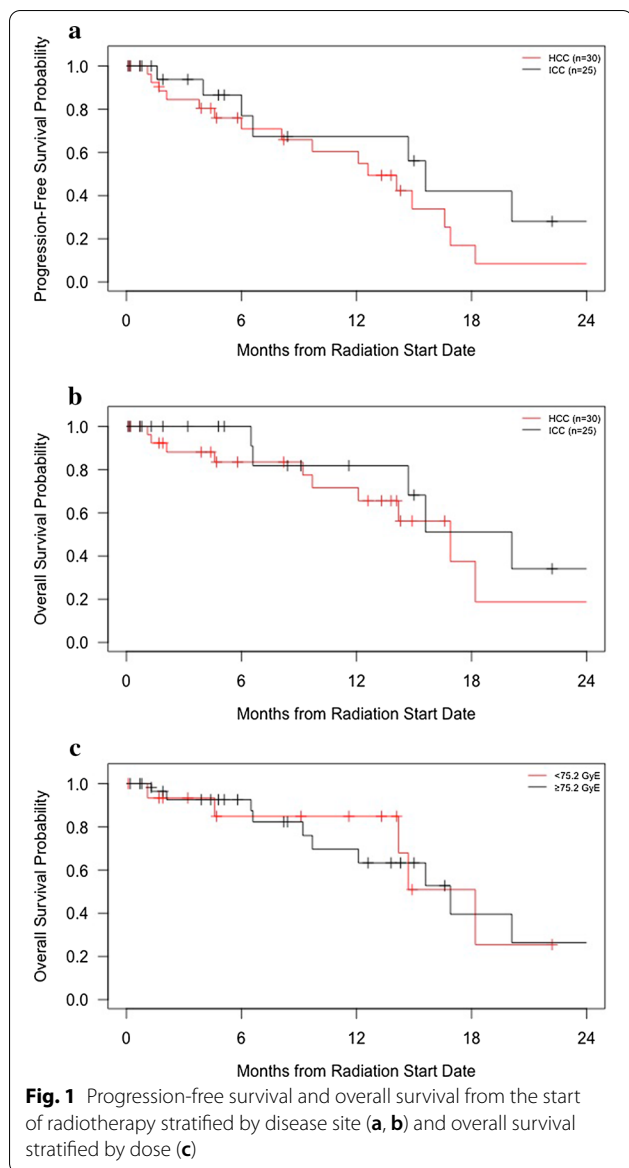 a
Progression-Free Survival Probability
1.0
0.8
0.6
0.4
0.2
0.0
HCC (n=30)
ICC (n=25)
0 6 12 18 24
Months from Radiation Start Date
b
Overall Survival Probability
1.0
0.8
0.6
0.4
0.2
0.0
HCC (n=30)
ICC (n=25)
0 6 12 18 24
Months from Radiation Start Date
c
Overall Survival Probability
1.0
0.8
0.6
0.4
0.2
0.0
<75.2 GyE
≥75.2 GyE
0 6 12 18 24
Months from Radiation Start Date
Fig. 1 Progression-free survival and overall survival from the start
of radiotherapy stratified by disease site (a, b) and overall survival
stratified by dose (c)